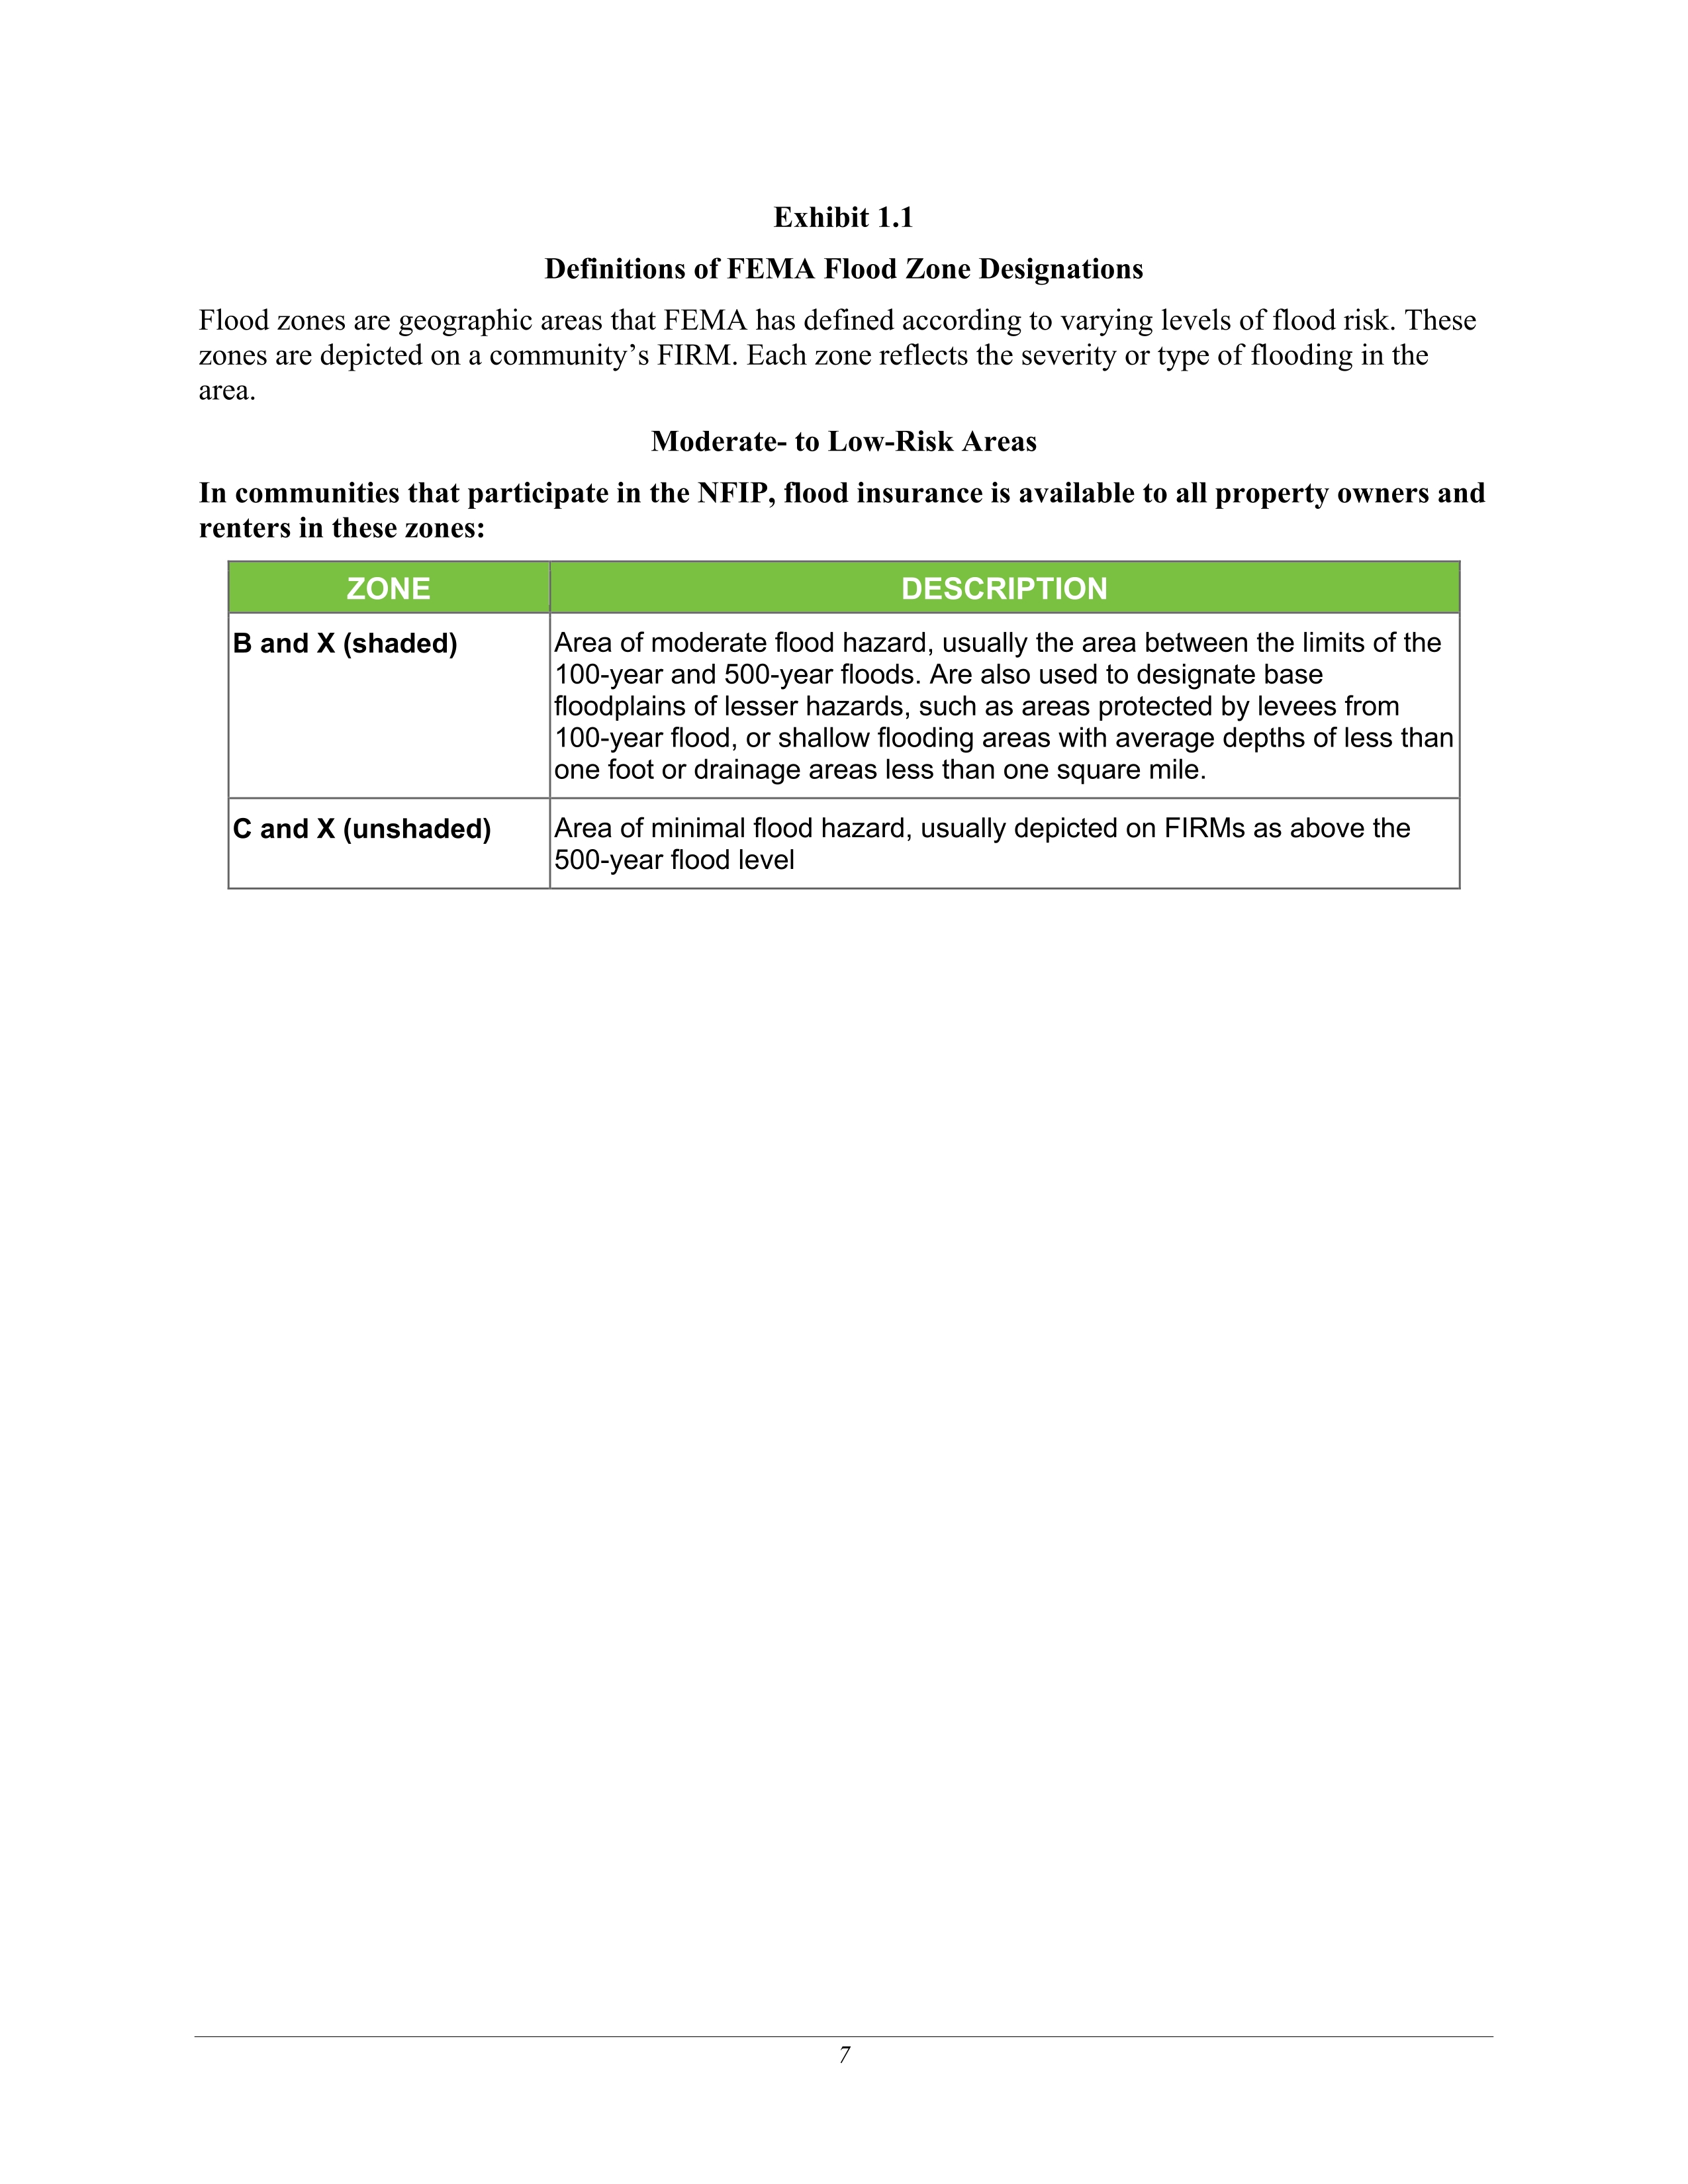 Exhibit 1.1
Definitions of FEMA Flood Zone Designations
Flood zones are geographic areas that FEMA has defined according to varying levels of flood risk. These
zones are depicted on a community’s FIRM. Each zone reflects the severity or type of flooding in the
area.
Moderate- to Low-Risk Areas
In communities that participate in the NFIP, flood insurance is available to all property owners and
renters in these zones:
ZONE
DESCRIPTION
B and X (shaded)
Area of moderate flood hazard, usually the area between the limits of the
100-year and 500-year floods. Are also used to designate base
floodplains of lesser hazards, such as areas protected by levees from
100-year flood, or shallow flooding areas with average depths of less than
one foot or drainage areas less than one square mile.
C and X (unshaded)
Area of minimal flood hazard, usually depicted on FIRMs as above the
500-year flood level
7